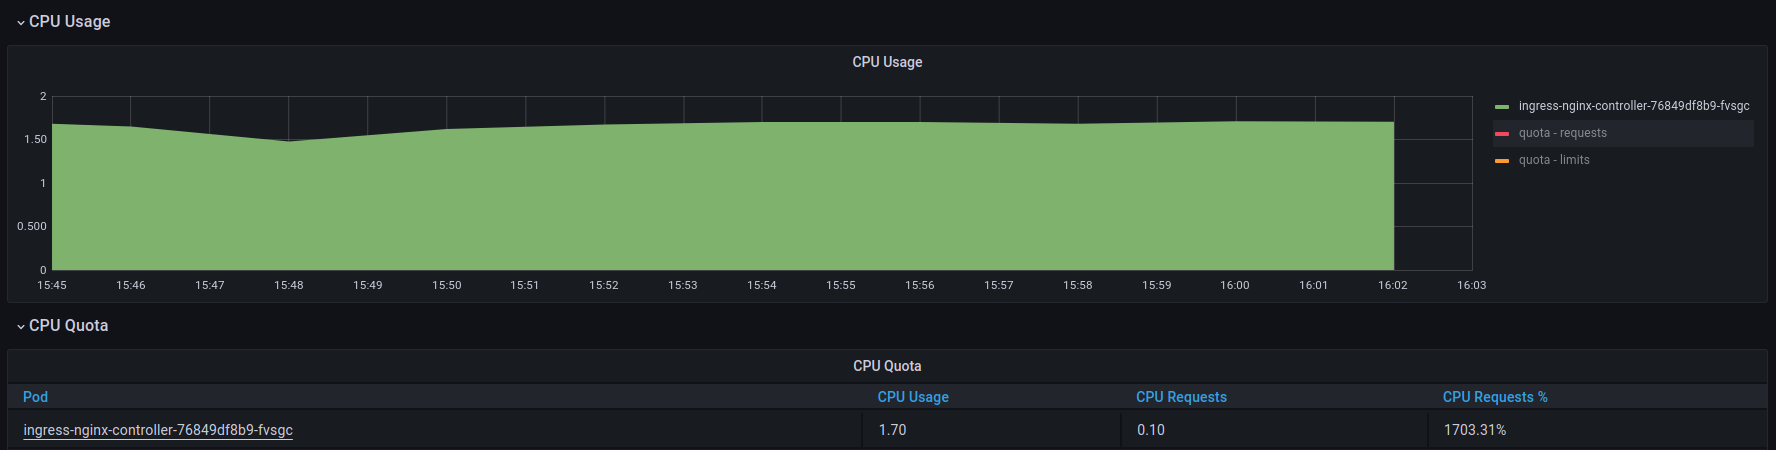 CPU Usage
CPU Usage
2
1.50
1
0.500
0
15:45 15:46 15:47 15:48 15:49 15:50 15:51 15:52 15:53 15:54 15:55 15:56 15:57 15:58 15:59 16:00 16:01 16:02 16:03
ingress-nginx-controller-76849df8b9-fvsgc
quota - requests
quota - limits
CPU Quota
CPU Quota
Pod CPU Usage CPU Requests CPU Requests %
ingress-nginx-controller-76849df8b9-fvsgc 1.70 0.10 1703.31%